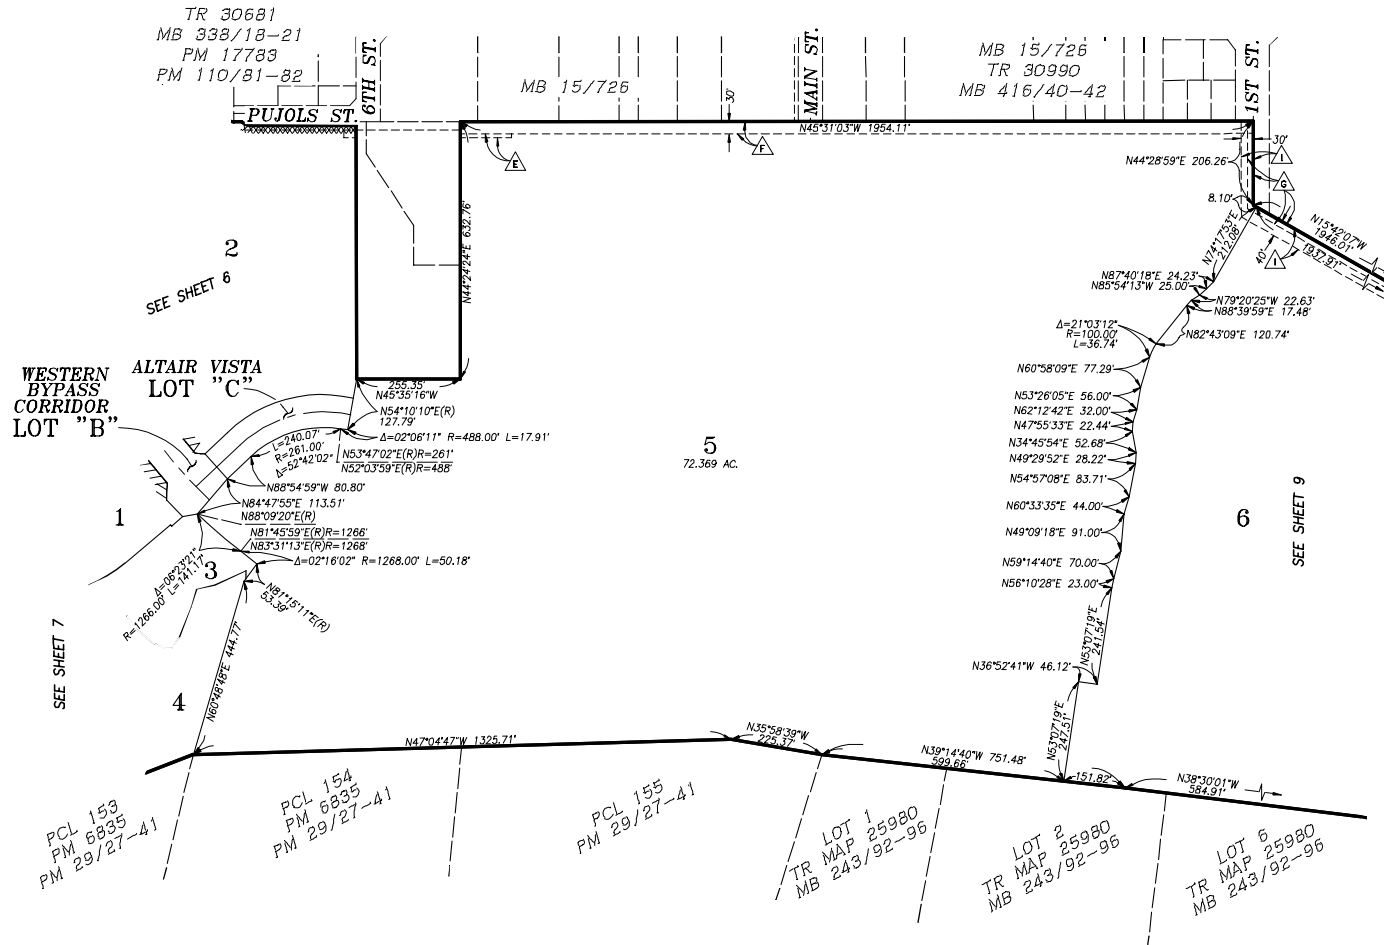 TR 30681
MB 338/18-21
PM 17783
PM 110/81-82
PUJOLS ST.
6TH ST.
MB 15/726
30'
MAIN ST.
MB 15/726
TR 30990
MB 416/40-42
1ST ST.
N45°31'03"W 1954.11'
E
F
N44°28'59"E 206.26'
30'
I
G
8.10'
N74°17'53"E
212.08'
N15°42'07"W
1946.01'
1937.91'
40'
I
2
SEE SHEET 6
N44°24'24"E 632.76'
N87°40'18"E 24.23'
N85°54'13"W 25.00'
N79°20'25"W 22.63'
N88°39'59"E 17.48'
N82°43'09"E 120.74'
Δ=21°03'12"
R=100.00'
L=36.74'
WESTERN
BYPASS
CORRIDOR
LOT "B"
ALTAIR VISTA
LOT "C"
255.35'
N45°35'16"W
N54°10'10"E(R)
127.79'
Δ=02°06'11" R=488.00' L=17.91'
L=240.07'
R=261.00'
Δ=52°42'02"
N53°47'02"E(R)R=261'
N52°03'59"E(R)R=488'
N88°54'59"W 80.80'
N84°47'55"E 113.51'
N88°09'20"E(R)
N81°45'59"E(R)R=1266'
N83°31'13"E(R)R=1268'
Δ=02°16'02" R=1268.00' L=50.18'
Δ=06°23'21"
L=141.17'
R=1266.00'
N81°15'11"E(R)
53.39'
1
3
5
72.369 AC.
N60°58'09"E 77.29'
N53°26'05"E 56.00'
N62°12'42"E 32.00'
N47°55'33"E 22.44'
N34°45'54"E 52.68'
N49°29'52"E 28.22'
N54°57'08"E 83.71'
N60°33'35"E 44.00'
N49°09'18"E 91.00'
N59°14'40"E 70.00'
N56°10'28"E 23.00'
6
SEE SHEET 9
SEE SHEET 7
4
N60°48'48"E 444.77'
N53°07'19"E
241.54'
N36°52'41"W 46.12'
N53°07'19"E
247.51'
N47°04'47"W 1325.71'
N35°58'39"W
225.37'
N39°14'40"W 751.48'
599.66'
151.82'
N38°30'01"W
584.91'
PCL 153
PM 6835
PM 29/27-41
PCL 154
PM 6835
PM 29/27-41
PCL 155
PM 29/27-41
LOT 1
TR MAP 25980
MB 243/92-96
LOT 2
TR MAP 25980
MB 243/92-96
LOT 6
TR MAP 25980
MB 243/92-96